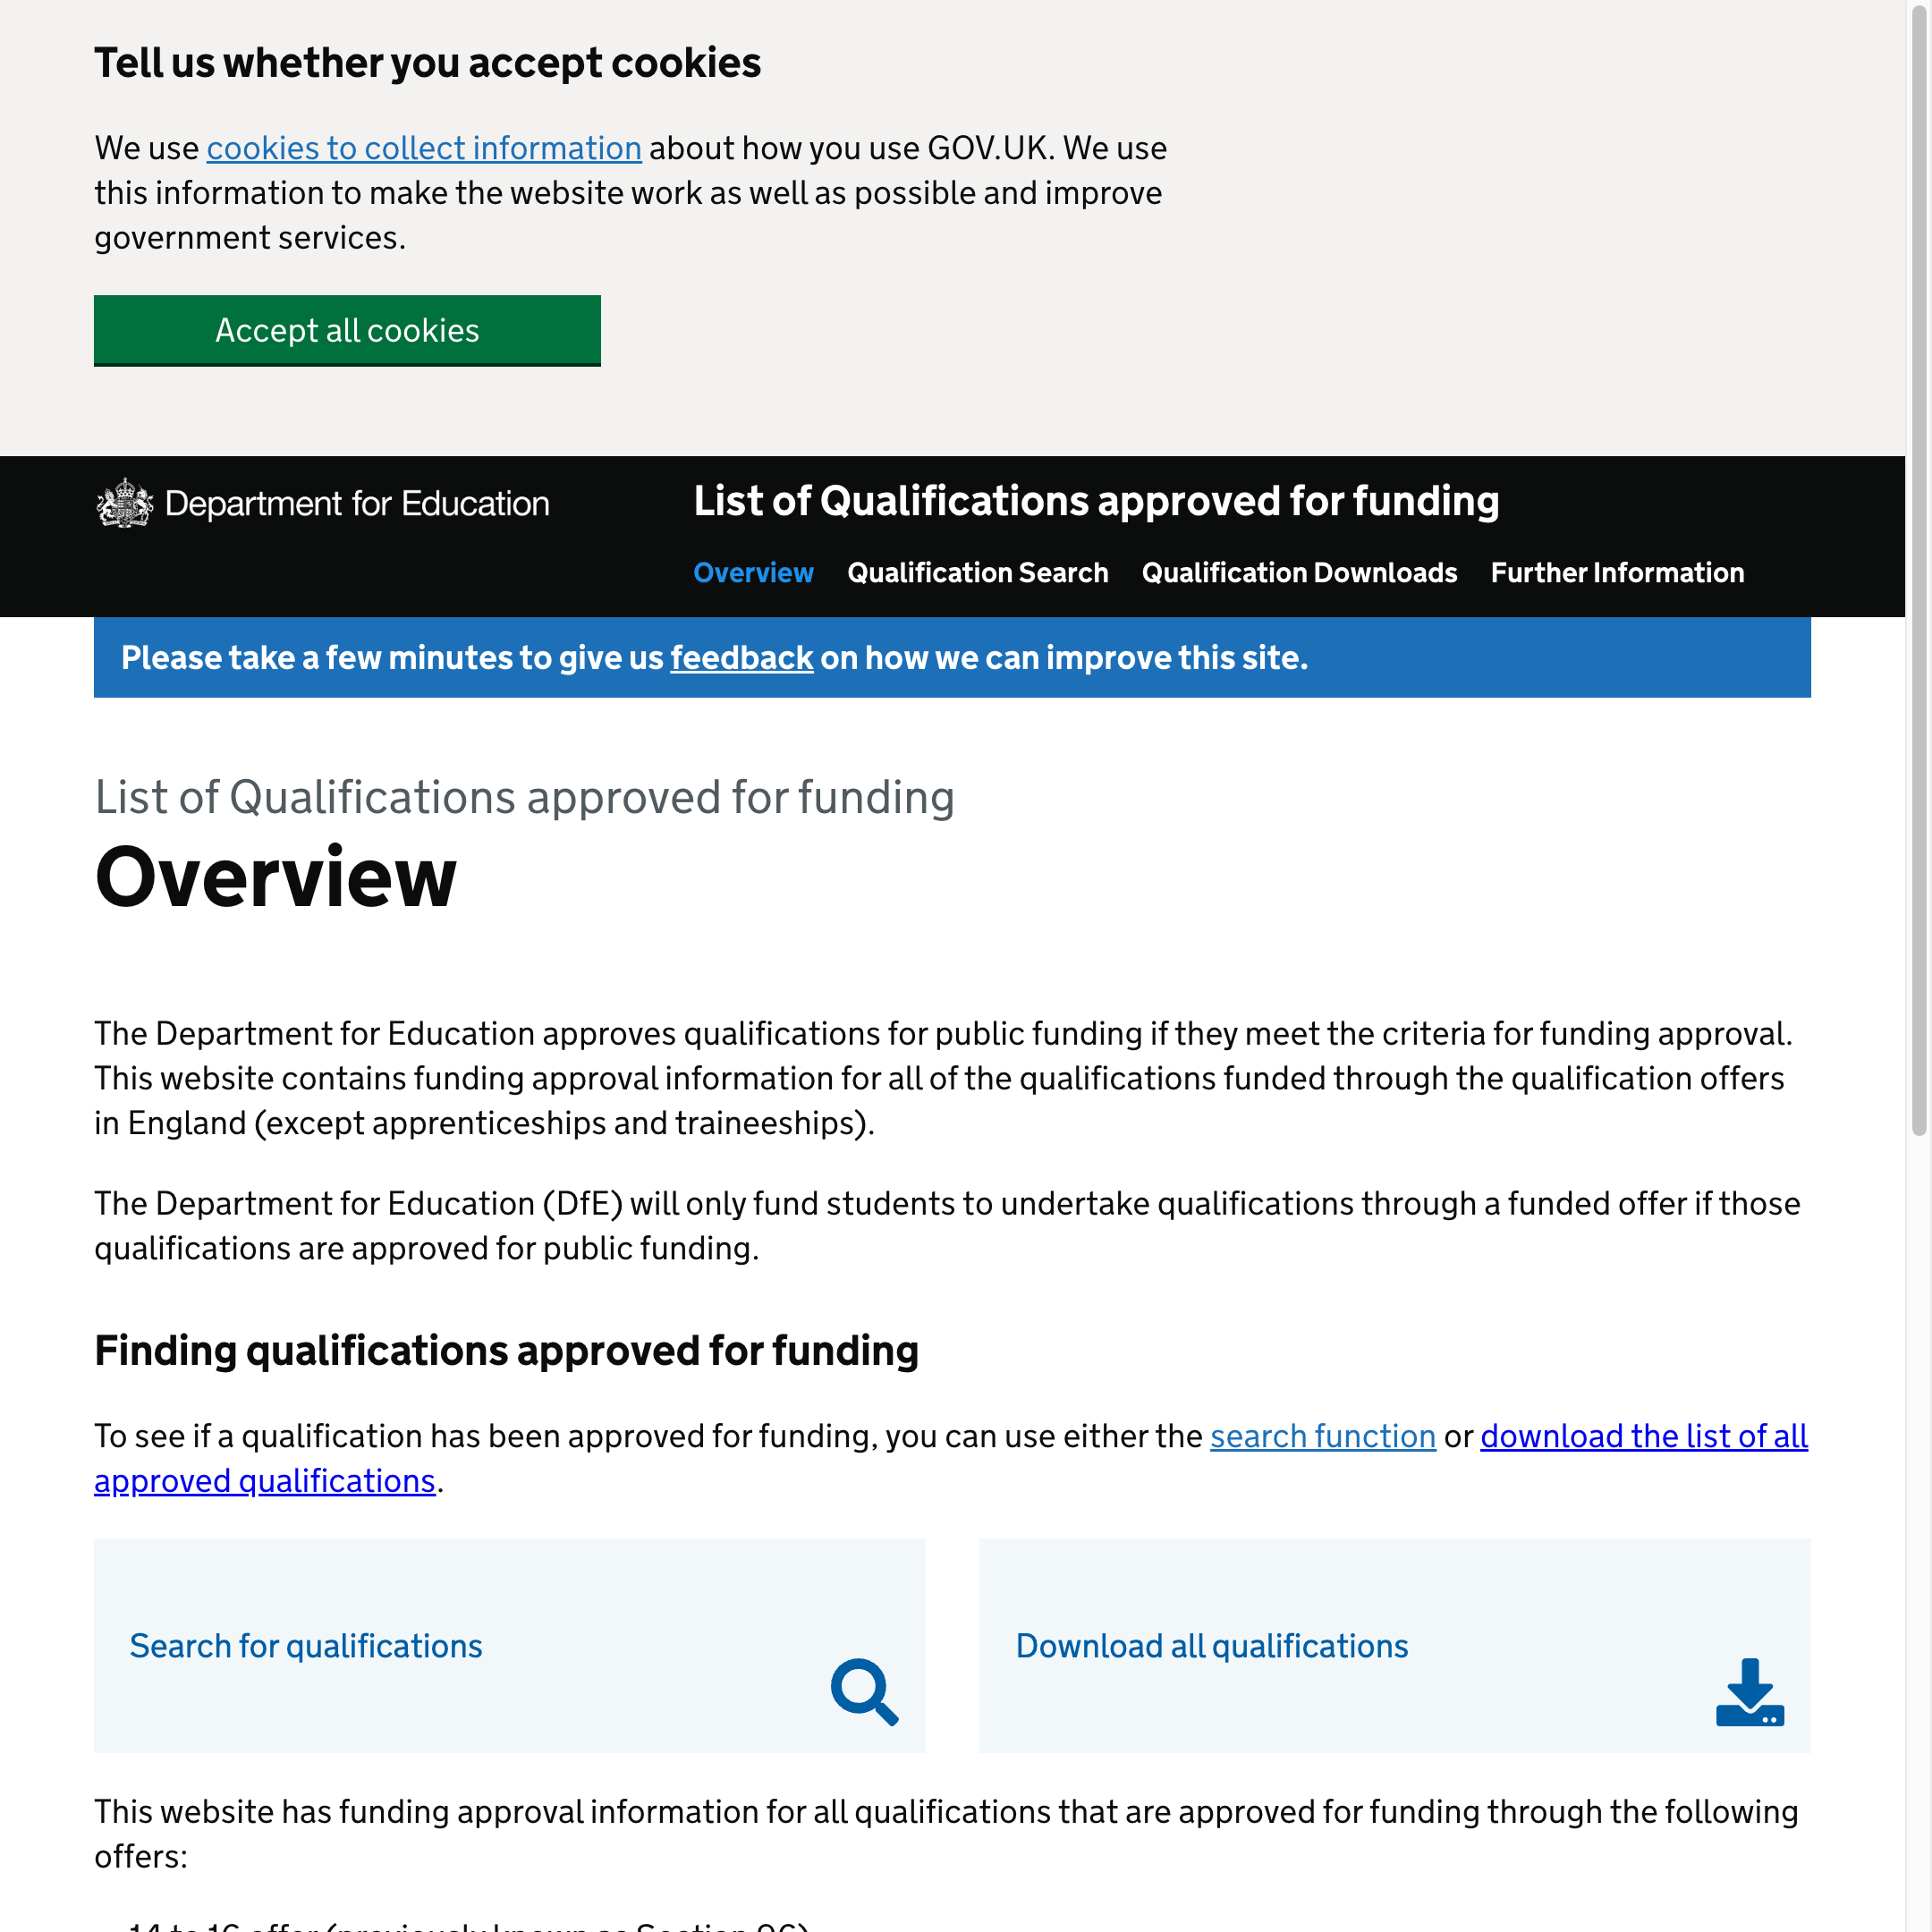 Tell us whether you accept cookies
We use cookies to collect information about how you use GOV.UK. We use
this information to make the website work as well as possible and improve
government services.
Accept all cookies
Department for Education
List of Qualifications approved for funding
Overview Qualification Search Qualification Downloads Further Information
Please take a few minutes to give us feedback on how we can improve this site.
List of Qualifications approved for funding
Overview
The Department for Education approves qualifications for public funding if they meet the criteria for funding approval.
This website contains funding approval information for all of the qualifications funded through the qualification offers
in England (except apprenticeships and traineeships).
The Department for Education (DfE) will only fund students to undertake qualifications through a funded offer if those
qualifications are approved for public funding.
Finding qualifications approved for funding
To see if a qualification has been approved for funding, you can use either the search function or download the list of all
approved qualifications.
Search for qualifications
Download all qualifications
This website has funding approval information for all qualifications that are approved for funding through the following
offers:
14 to 16 offer (previously known as Section 96)